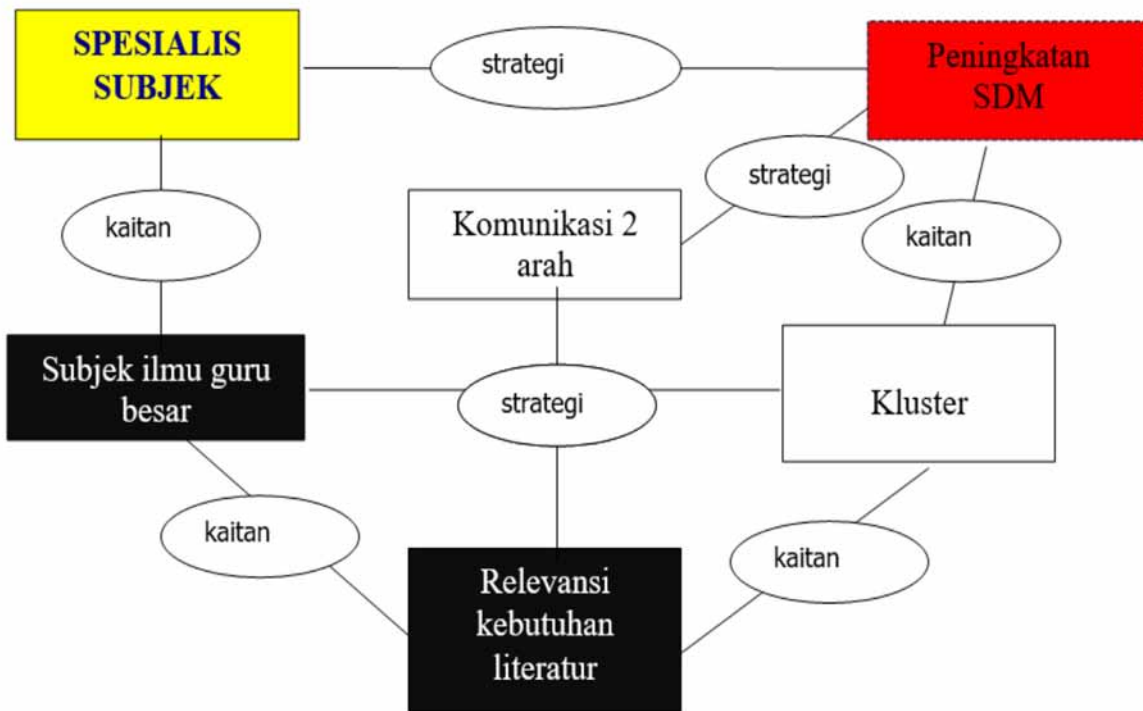 SPESIALIS
SUBJEK
strategi
Peningkatan
SDM
strategi
kaitan
Komunikasi 2
arah
kaitan
Subjek ilmu guru
besar
strategi
Kluster
kaitan
Relevansi
kebutuhan
literatur
kaitan